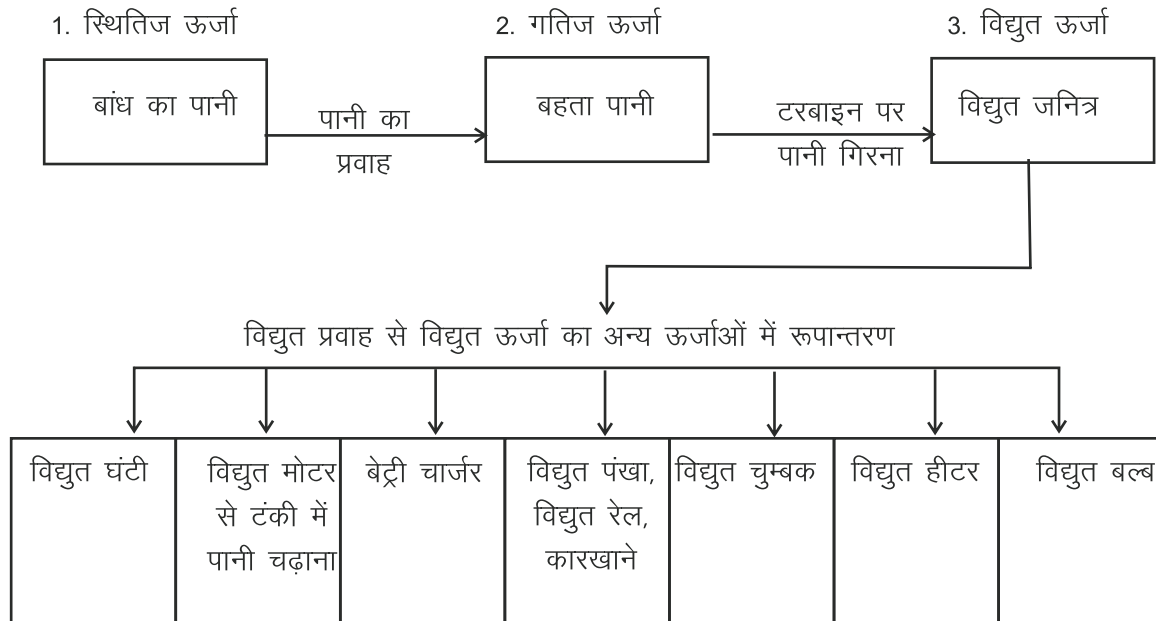 1. स्थितिज ऊर्जा
2. गतिज ऊर्जा
3. विद्युत ऊर्जा
बांध का पानी
पानी का
प्रवाह
बहता पानी
टरबाइन पर
पानी गिरना
विद्युत जनित्र
विद्युत प्रवाह से विद्युत ऊर्जा का अन्य ऊर्जाओं में रूपान्तरण
विद्युत घंटी
विद्युत मोटर
से टंकी में
पानी चढ़ाना
बेट्री चार्जर
विद्युत पंखा,
विद्युत रेल,
कारखाने
विद्युत चुम्बक
विद्युत हीटर
विद्युत बल्ब